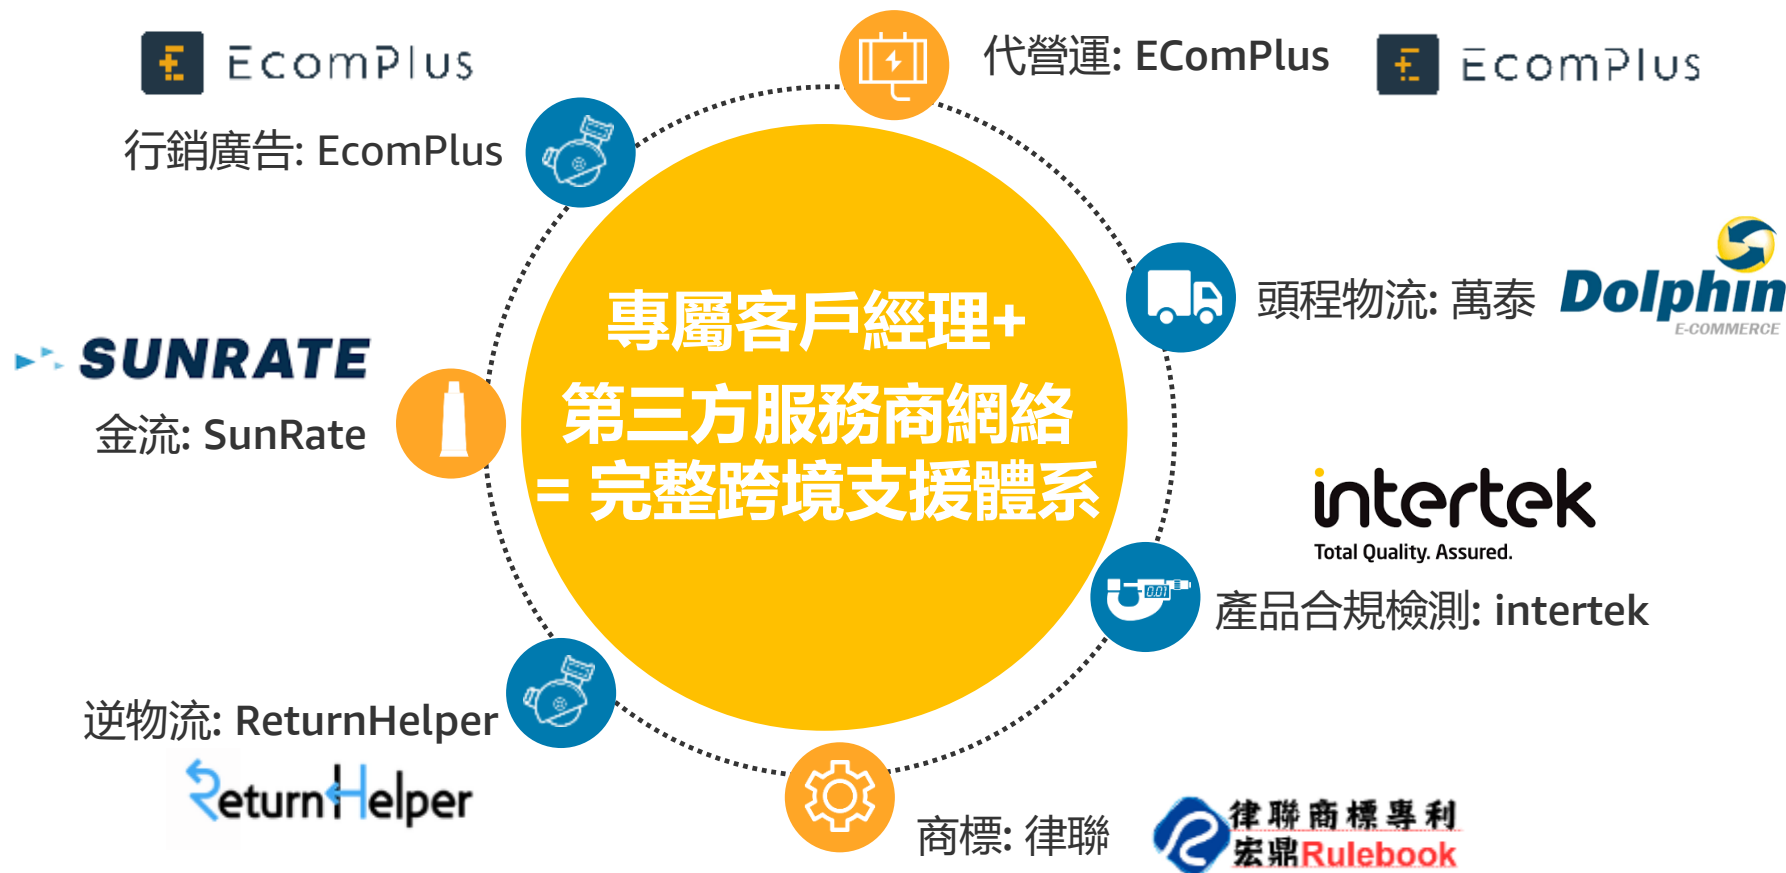 EcomPlus
代營運: EComPlus
EcomPlus
行銷廣告: EcomPlus
頭程物流: 萬泰
Dolphin
E-COMMERCE
專屬客戶經理+
第三方服務商網絡
= 完整跨境支援體系
SUNRATE
金流: SunRate
intertek
Total Quality. Assured.
0.01
產品合規檢測: intertek
逆物流: ReturnHelper
ReturnHelper
商標: 律聯
律聯商標專利
宏鼎Rulebook